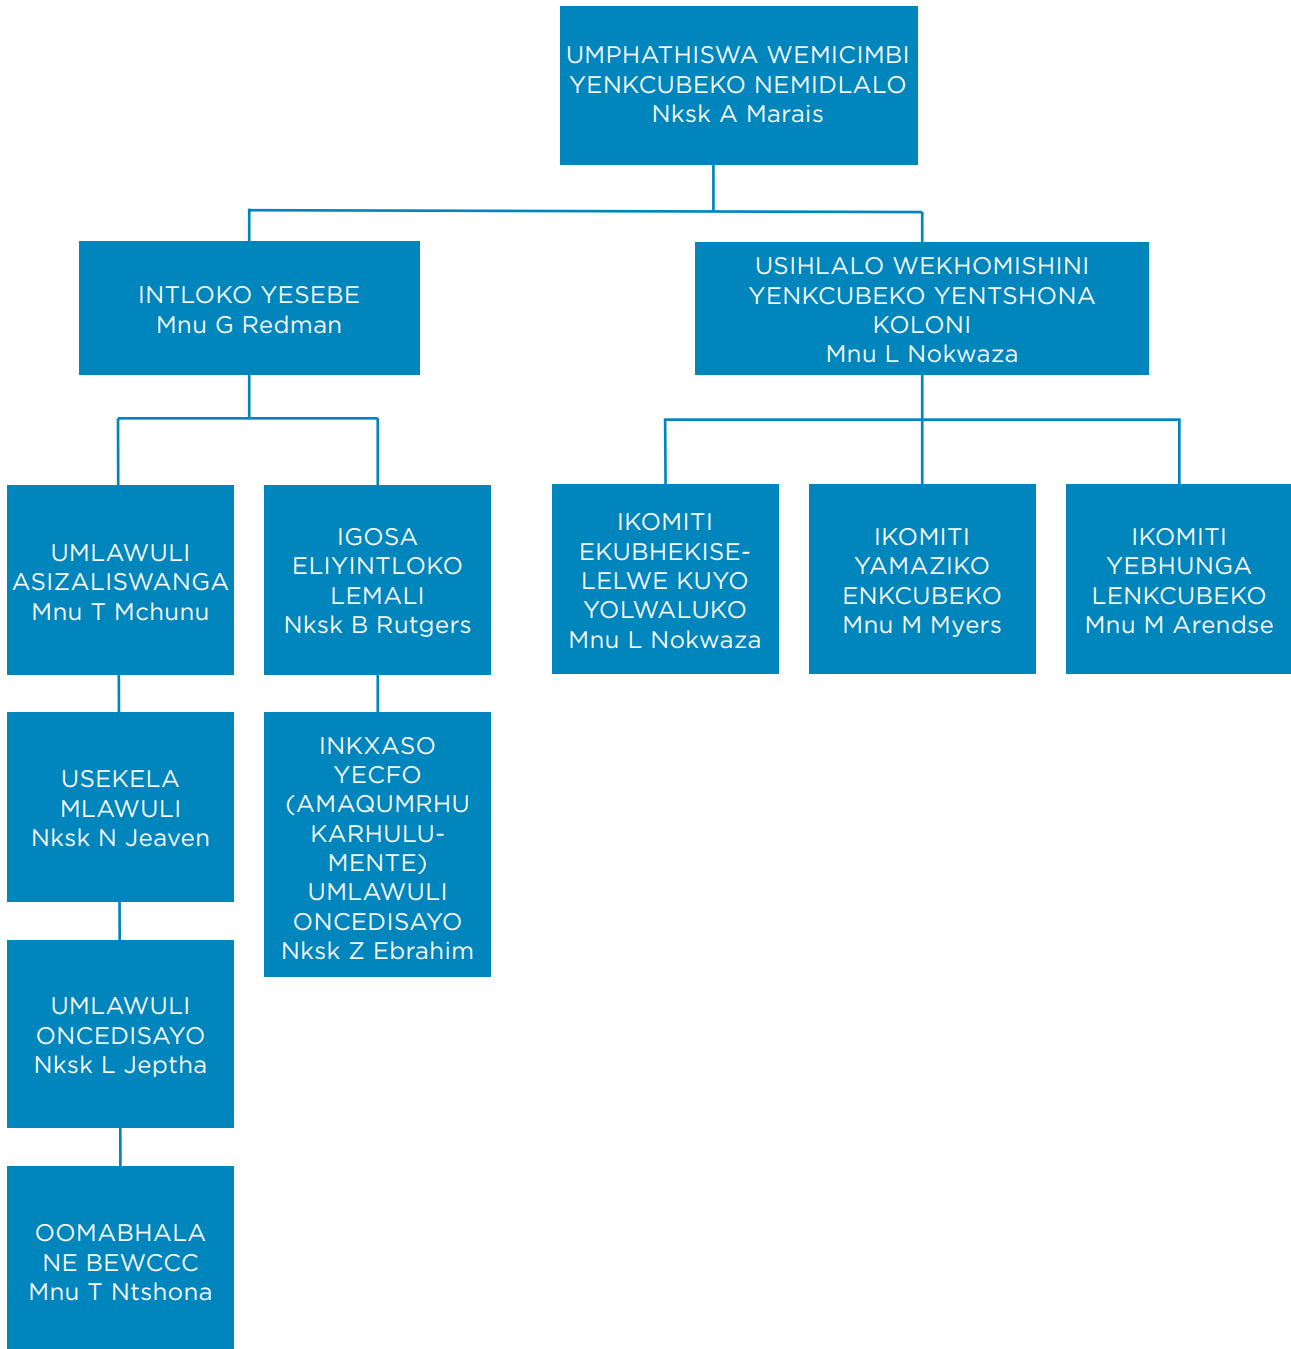 UMPHATHISWA WEMICIMBI
YENKCUBEKO NEMIDLALO
Nksk A Marais
INTLOKO YESEBE
Mnu G Redman
USIHLALO WEKHOMISHINI
YENKCUBEKO YENTSHONA
KOLONI
Mnu L Nokwaza
UMLAWULI
ASIZALISWANGA
Mnu T Mchunu
IGOSA
ELIYINTLOKO
LEMALI
Nksk B Rutgers
IKOMITI
EKUBHEKISE-
LELWE KUYO
YOLWALUKO
Mnu L Nokwaza
IKOMITI
YAMAZIKO
ENKCUBEKO
Mnu M Myers
IKOMITI
YEBHUNGA
LENKCUBEKO
Mnu M Arendse
USEKELA
MLAWULI
Nksk N Jeaven
INKXASO
YECFO
(AMAQUMRHU
KARHULU-
MENTE)
UMLAWULI
ONCEDISAYO
Nksk Z Ebrahim
UMLAWULI
ONCEDISAYO
Nksk L Jeptha
OOMABHALA
NE BEWCCC
Mnu T Ntshona